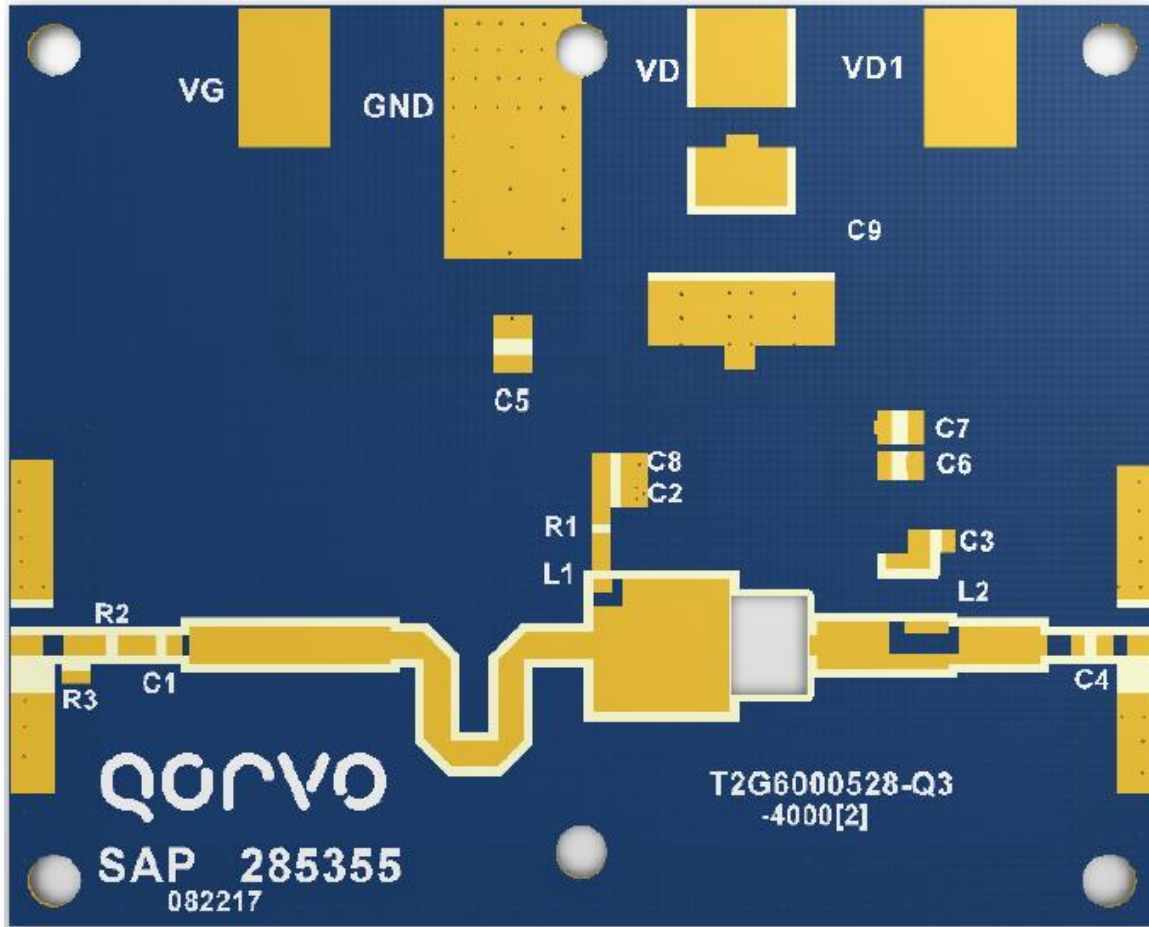 VG
GND
VD
VD1
C9
C5
C7
C6
C8
C2
R1
C3
L1
L2
R2
R3
C1
C4
QORVO
T2G6000528-Q3
-4000[2]
SAP 285355
082217